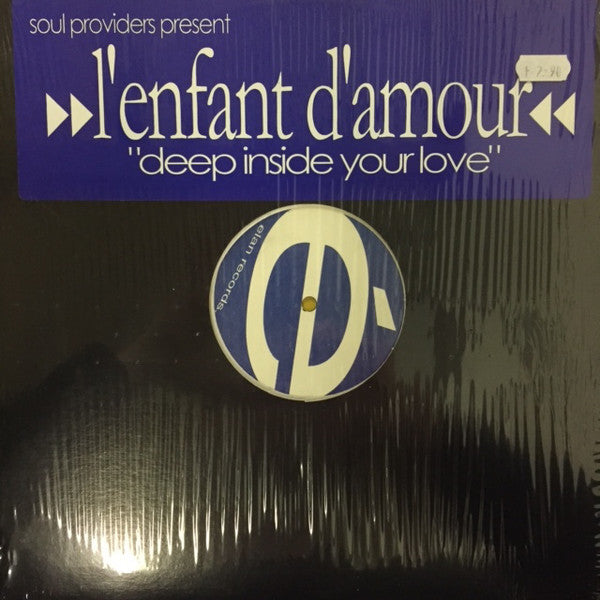 soul providers present
l'enfant d'amour
"deep inside your love"
elan records